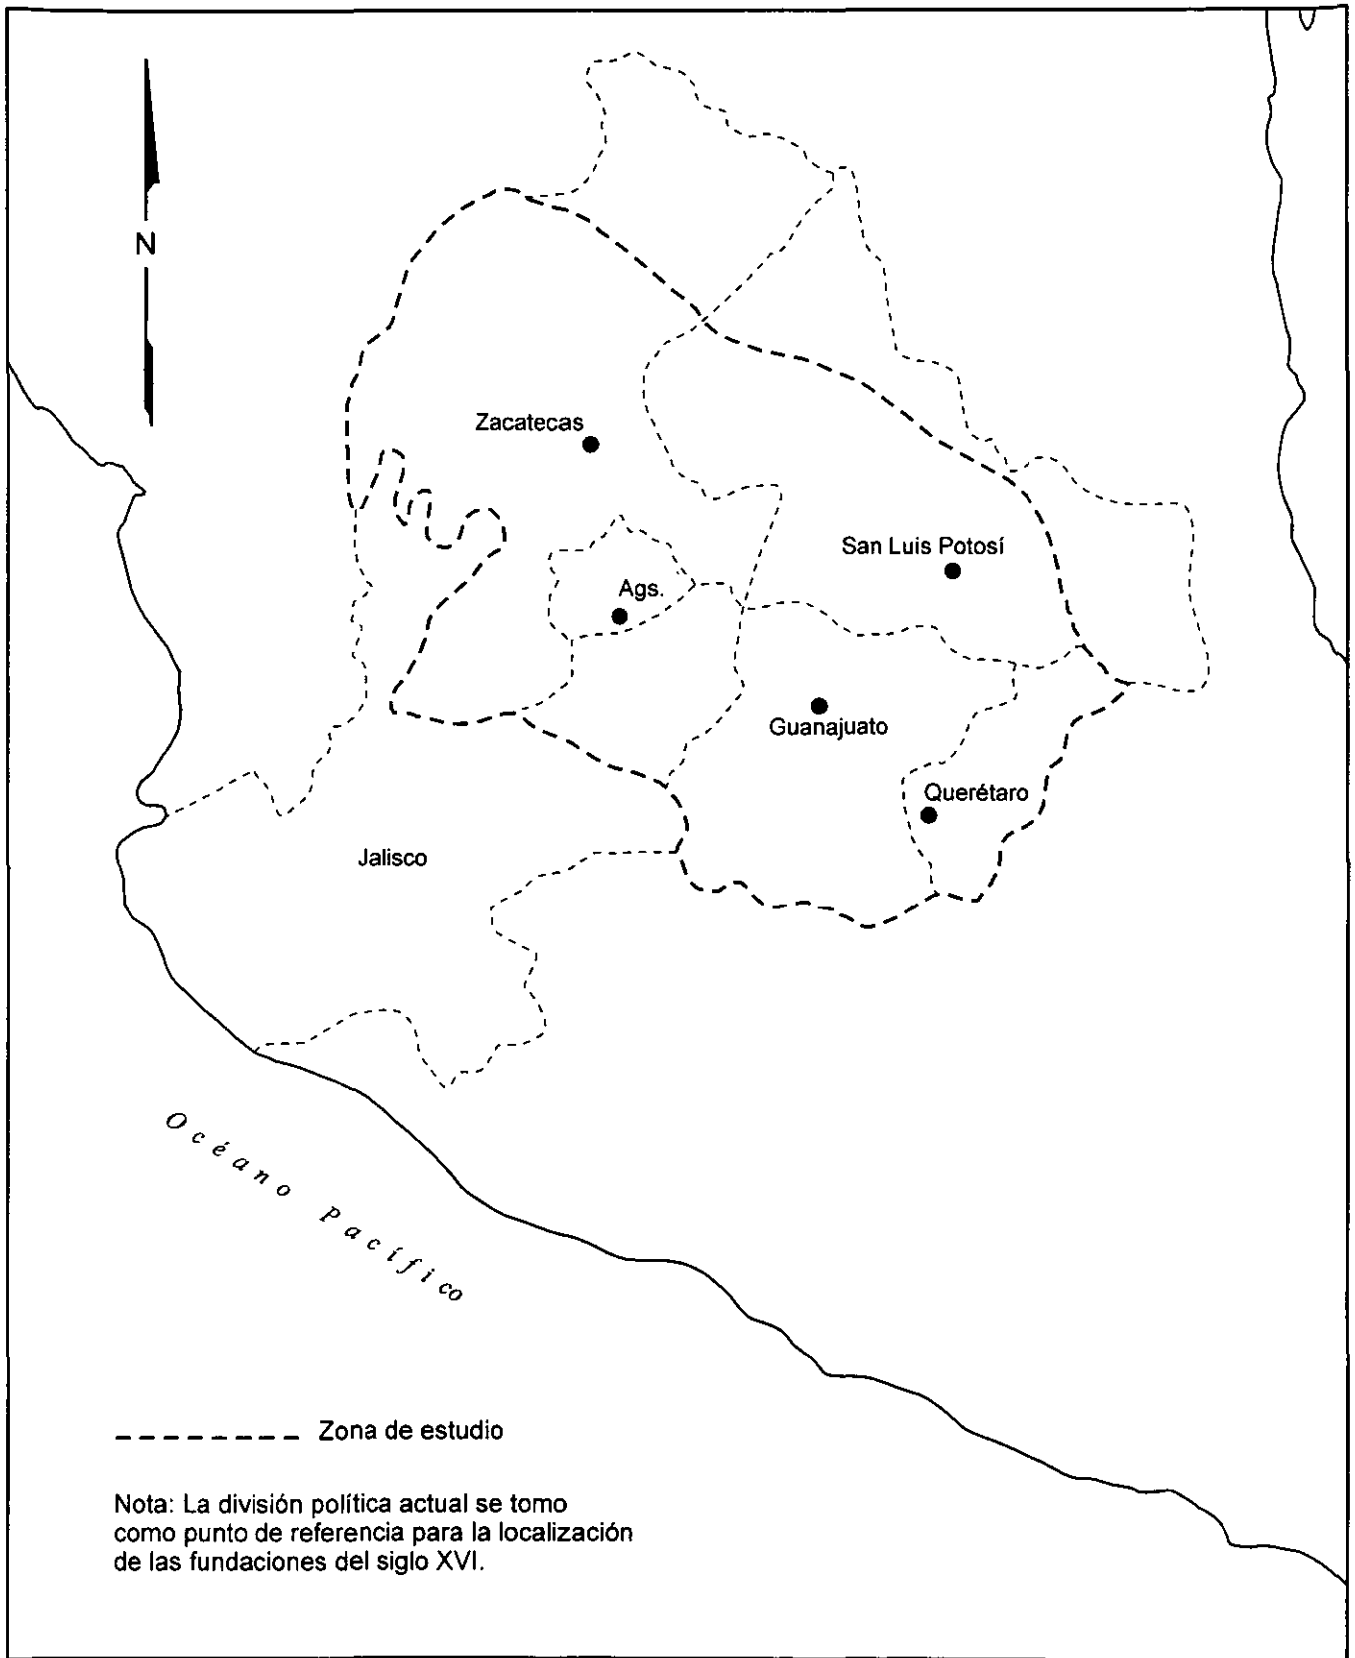 N
Zacatecas
San Luis Potosí
Ags.
Guanajuato
Querétaro
Jalisco
Océano Pacífico
Zona de estudio
Nota: La división política actual se tomo
como punto de referencia para la localización
de las fundaciones del siglo XVI.